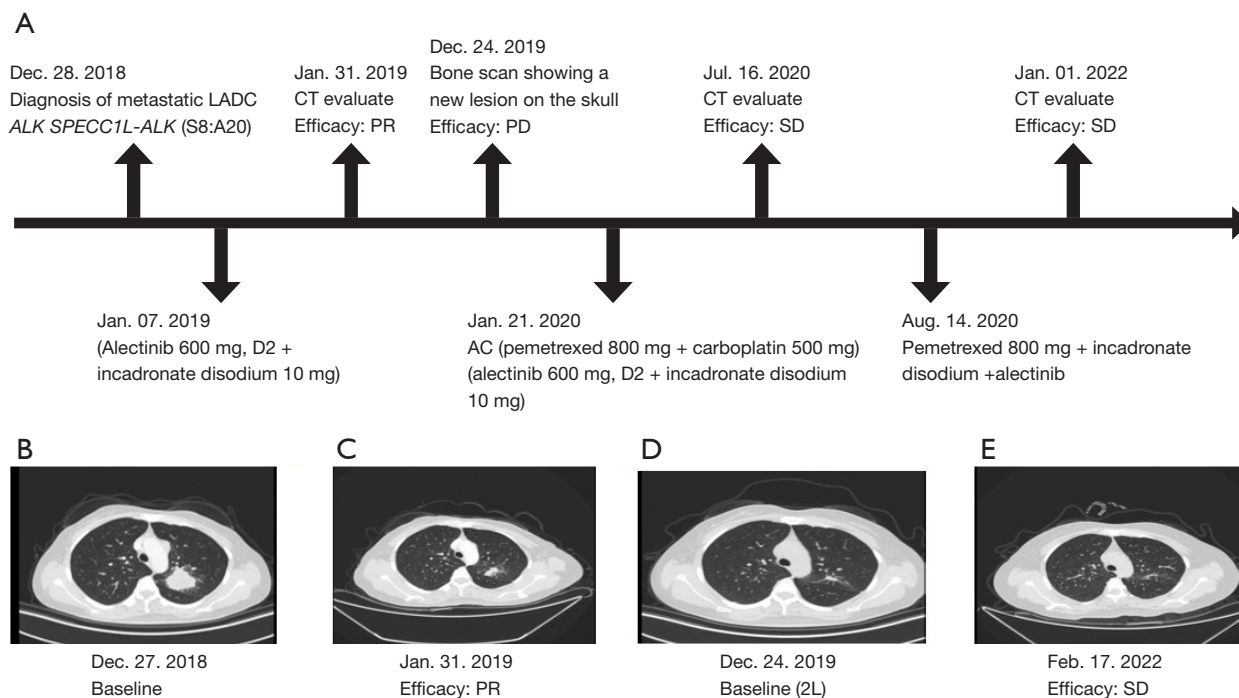 A
Dec. 28. 2018
Diagnosis of metastatic LADC
ALK SPECC1L-ALK (S8:A20)
Jan. 31. 2019
CT evaluate
Efficacy: PR
Dec. 24. 2019
Bone scan showing a
new lesion on the skull
Efficacy: PD
Jul. 16. 2020
CT evaluate
Efficacy: SD
Jan. 01. 2022
CT evaluate
Efficacy: SD
Jan. 07. 2019
(Alectinib 600 mg, D2 +
incadronate disodium 10 mg)
Jan. 21. 2020
AC (pemetrexed 800 mg + carboplatin 500 mg)
(alectinib 600 mg, D2 + incadronate disodium
10 mg)
Aug. 14. 2020
Pemetrexed 800 mg + incadronate
disodium +alectinib
B
Dec. 27. 2018
Baseline
C
Jan. 31. 2019
Efficacy: PR
D
Dec. 24. 2019
Baseline (2L)
E
Feb. 17. 2022
Efficacy: SD